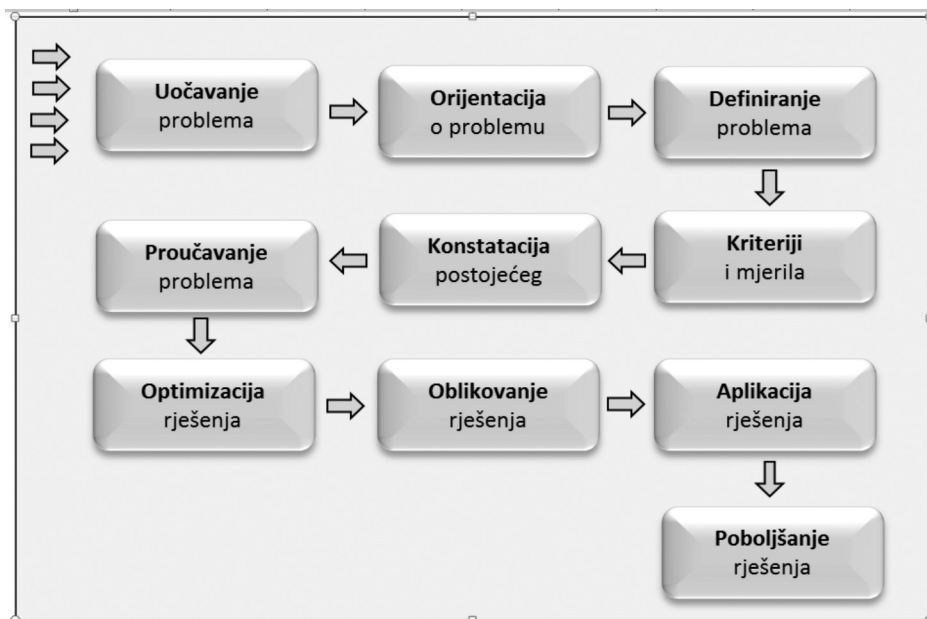 Uočavanje
problema
Orijentacija
o problemu
Definiranje
problema
Kriteriji
i mjerila
Konstatacija
postojećeg
Proučavanje
problema
Optimizacija
rješenja
Oblikovanje
rješenja
Aplikacija
rješenja
Poboljšanje
rješenja